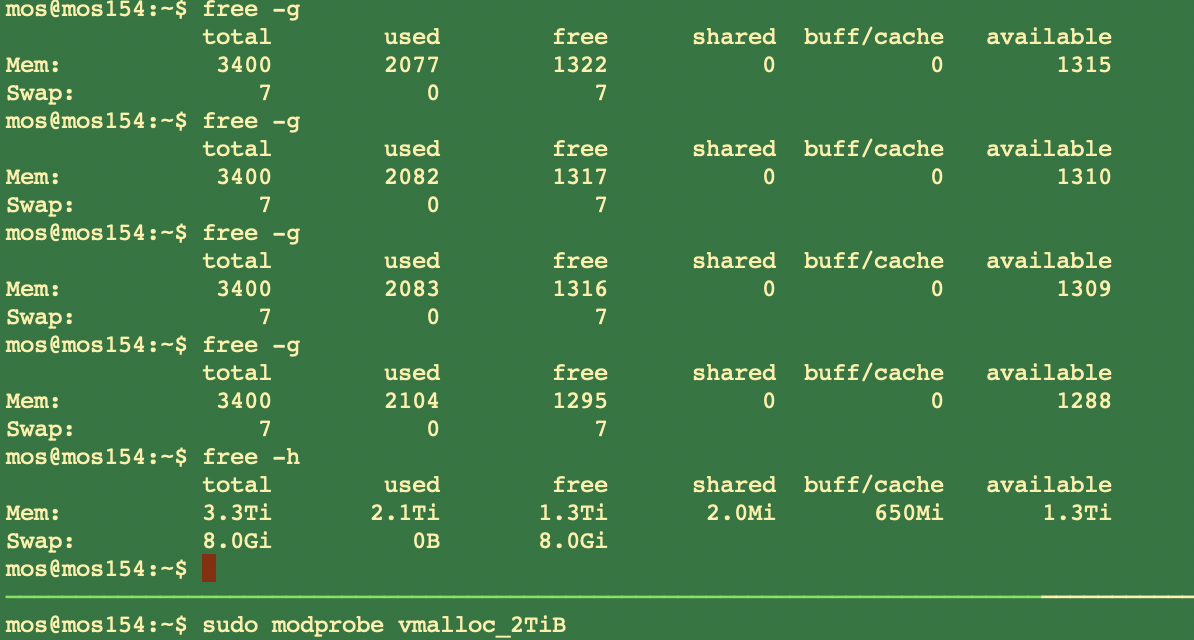 mos@mos154:~$ free -g
total used free shared buff/cache available
Mem: 3400 2077 1322 0 0 1315
Swap: 7 0 7
mos@mos154:~$ free -g
total used free shared buff/cache available
Mem: 3400 2082 1317 0 0 1310
Swap: 7 0 7
mos@mos154:~$ free -g
total used free shared buff/cache available
Mem: 3400 2083 1316 0 0 1309
Swap: 7 0 7
mos@mos154:~$ free -g
total used free shared buff/cache available
Mem: 3400 2104 1295 0 0 1288
Swap: 7 0 7
mos@mos154:~$ free -h
total used free shared buff/cache available
Mem: 3.3Ti 2.1Ti 1.3Ti 2.0Mi 650Mi 1.3Ti
Swap: 8.0Gi 0B 8.0Gi
mos@mos154:~$
mos@mos154:~$ sudo modprobe vmalloc_2TiB